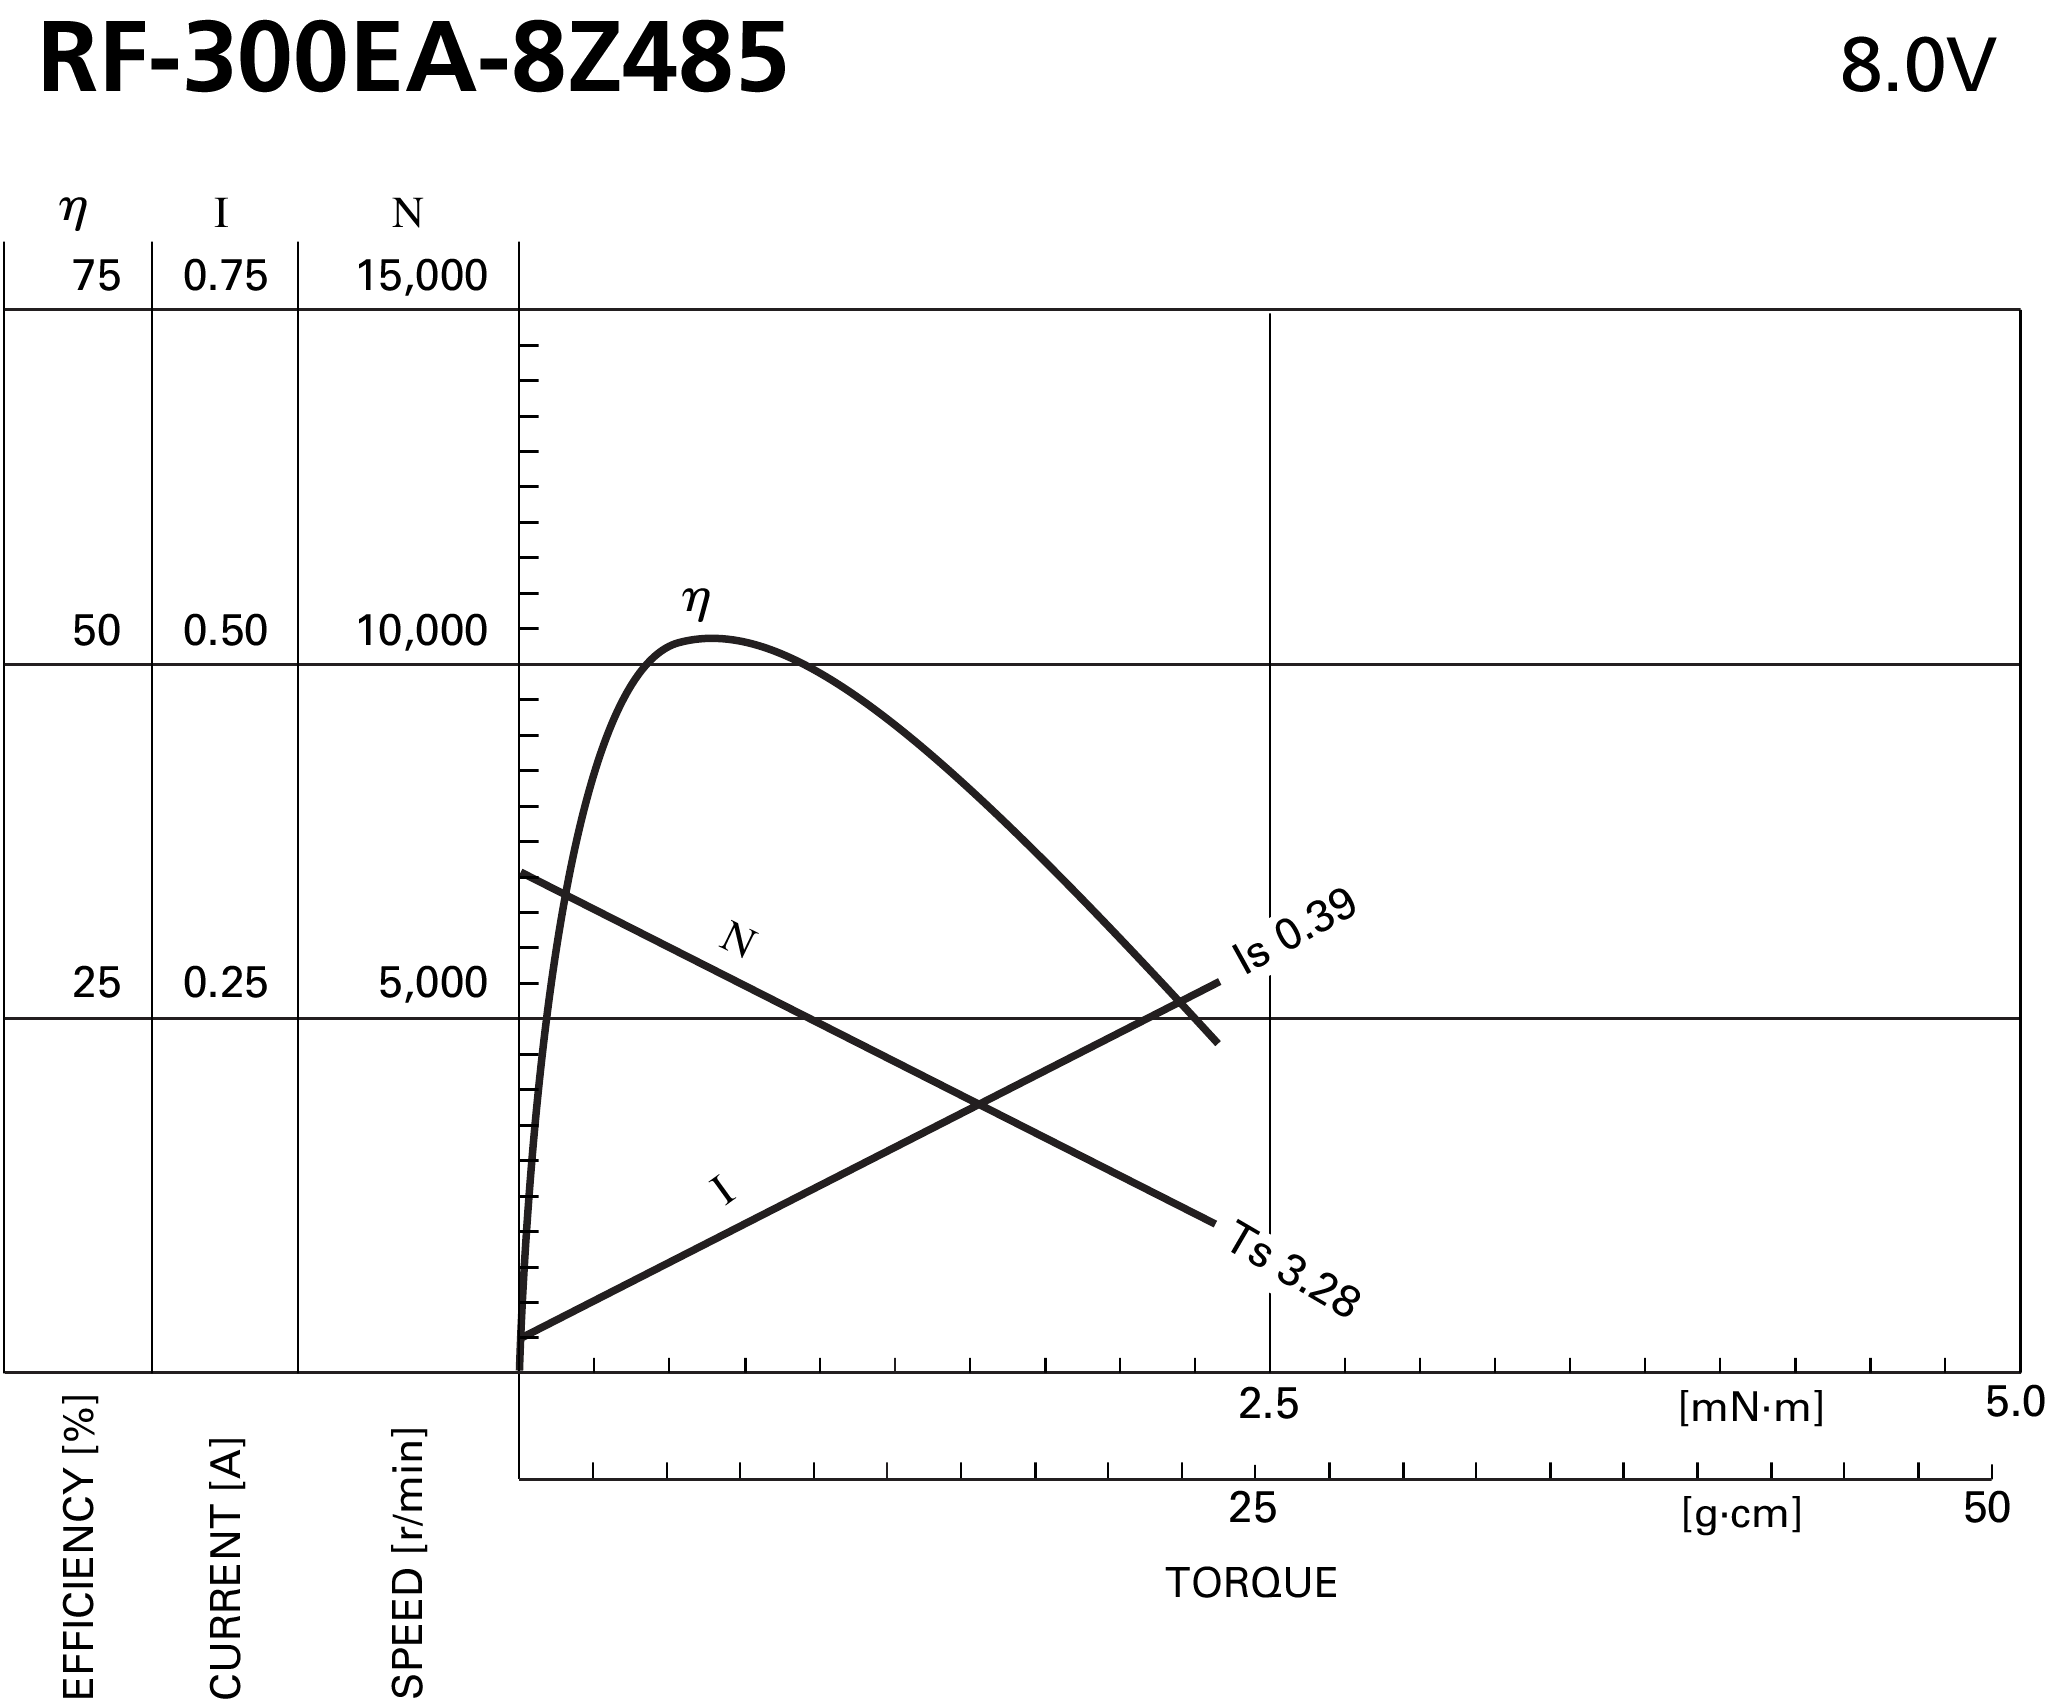 RF-300EA-8Z485 8.0V
η I N
75 0.75 15,000
η
50 0.50 10,000
Is 0.39
N
25 0.25 5,000
I
Ts 3.28
2.5 [mN·m] 5.0
25 [g·cm] 50
TORQUE
EFFICIENCY [%]
CURRENT [A]
SPEED [r/min]